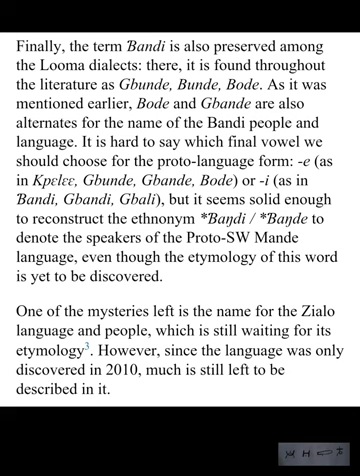 Finally, the term Ɓandi is also preserved among
the Looma dialects: there, it is found throughout
the literature as Gbunde, Bunde, Bode. As it was
mentioned earlier, Bode and Gbande are also
alternates for the name of the Bandi people and
language. It is hard to say which final vowel we
should choose for the proto-language form: -e (as
in Kpɛlɛɛ, Gbunde, Gbande, Bode) or -i (as in
Ɓandi, Gbandi, Gbali), but it seems solid enough
to reconstruct the ethnonym *Ɓaŋdi / *Ɓaŋde to
denote the speakers of the Proto-SW Mande
language, even though the etymology of this word
is yet to be discovered.
One of the mysteries left is the name for the Zialo
language and people, which is still waiting for its
etymology³. However, since the language was only
discovered in 2010, much is still left to be
described in it.